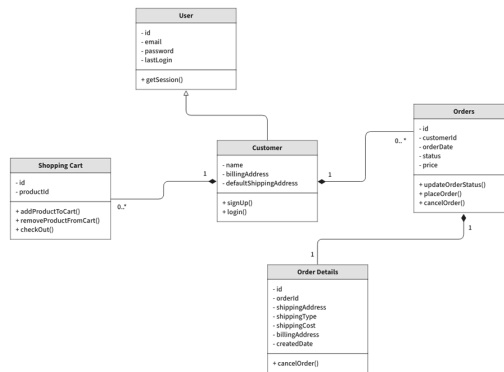 User
- id
- email
- password
- lastLogin
+ getSession()
Orders
- id
- customerId
- orderDate
- status
- price
+ updateOrderStatus()
+ placeOrder()
+ cancelOrder()
0.. *
Customer
- name
- billingAddress
- defaultShippingAddress
+ signUp()
+ login()
1
1
Shopping Cart
- id
- productId
+ addProductToCart()
+ removeProductFromCart()
+ checkOut()
0..*
1
1
Order Details
- id
- orderId
- shippingAddress
- shippingType
- shippingCost
- billingAddress
- createdDate
+ cancelOrder()